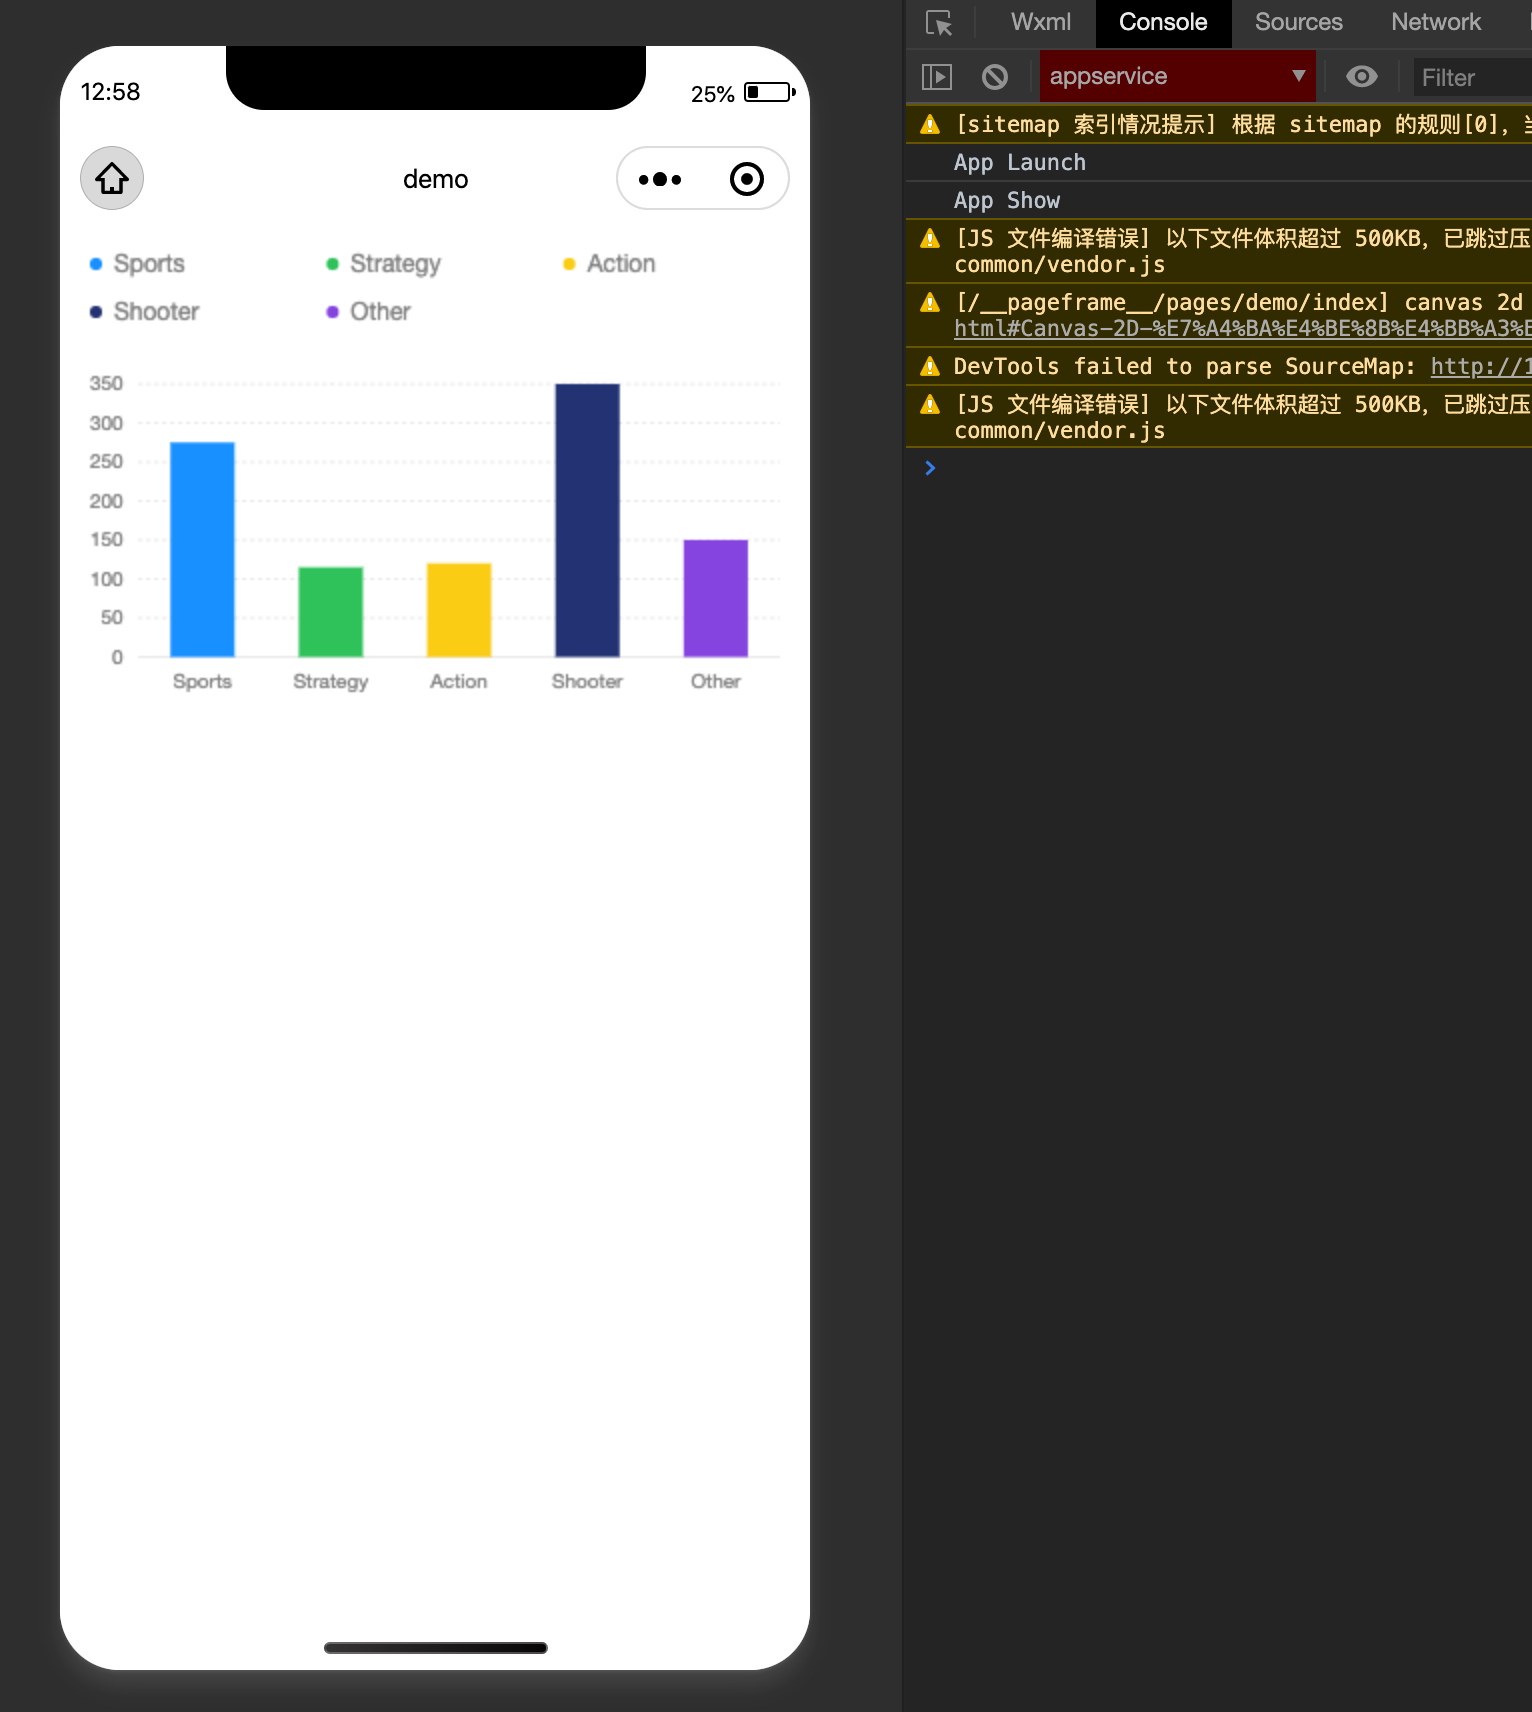 12:58
25%
demo
Sports
Strategy
Action
Shooter
Other
350
300
250
200
150
100
50
0
Sports
Strategy
Action
Shooter
Other
Wxml
Console
Sources
Network
appservice
Filter
[sitemap 索引情况提示] 根据 sitemap 的规则[0],
App Launch
App Show
[JS 文件编译错误] 以下文件体积超过 500KB，已跳过压
common/vendor.js
[/__pageframe__/pages/demo/index] canvas 2d
html#Canvas-2D-%E7%A4%BA%E4%BE%8B%E4%BB%A3%E
DevTools failed to parse SourceMap: http://1
[JS 文件编译错误] 以下文件体积超过 500KB，已跳过压
common/vendor.js